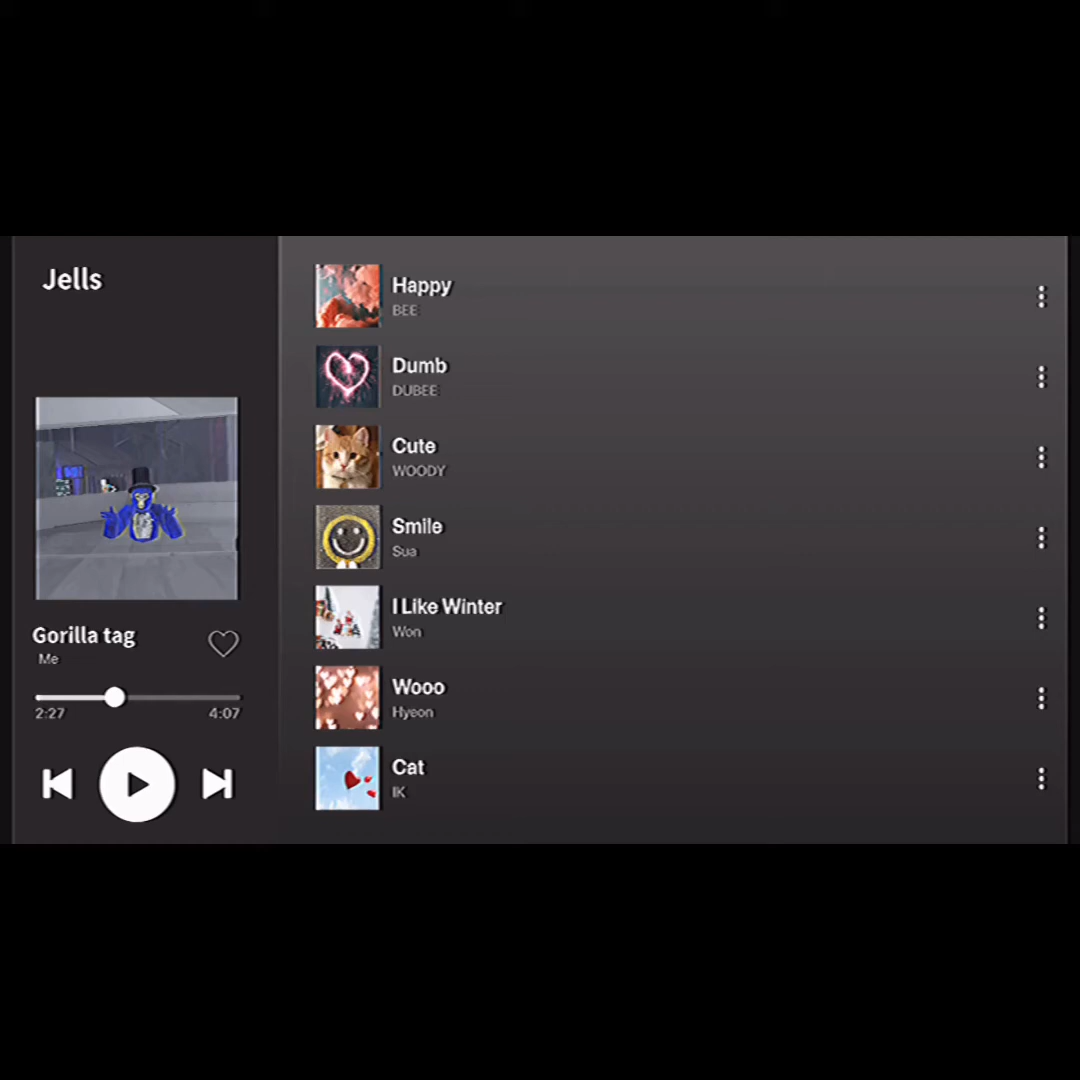 Jells
Gorilla tag
Me
2:27
4:07
Happy
BEE
Dumb
DUBEE
Cute
WOODY
Smile
Sua
I Like Winter
Won
Wooo
Hyeon
Cat
IK